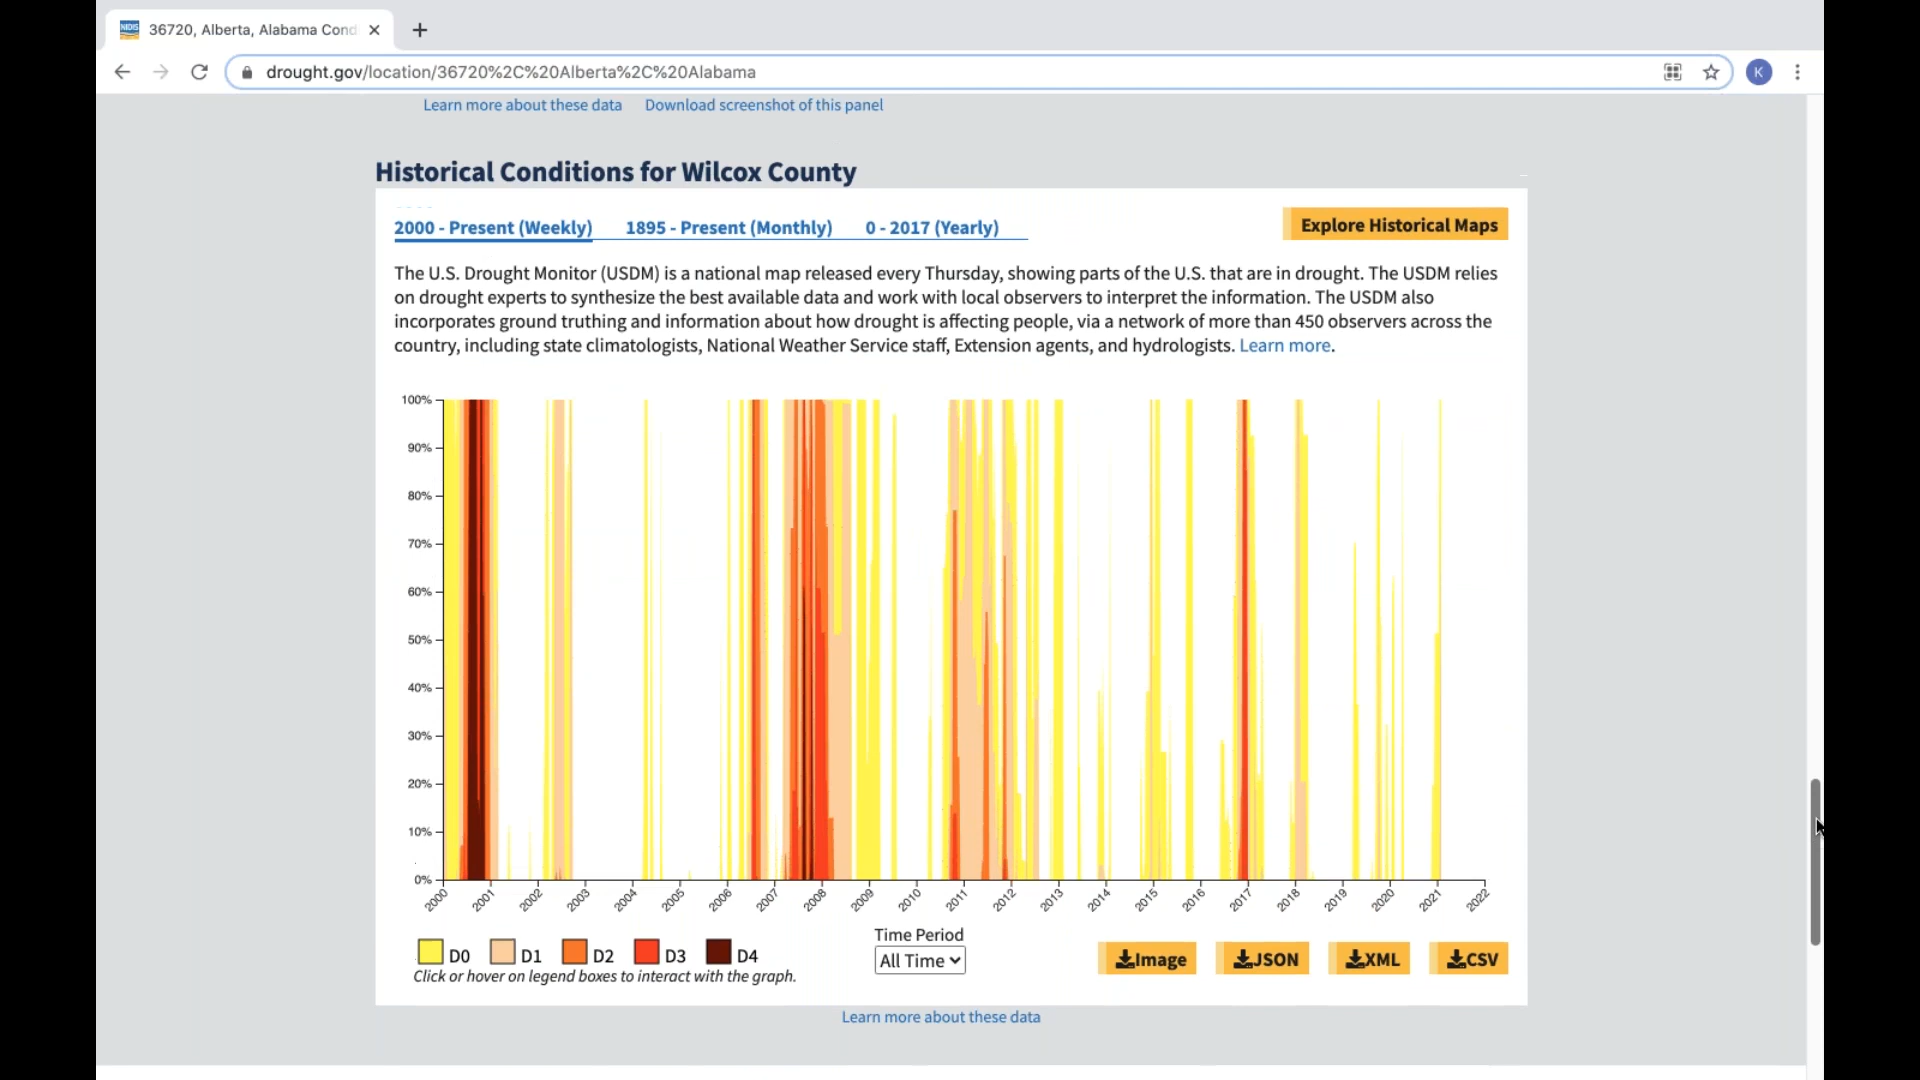 36720, Alberta, Alabama Cond
drought.gov/location/36720%2C%20Alberta%2C%20Alabama
K
Learn more about these data Download screenshot of this panel
Historical Conditions for Wilcox County
2000 - Present (Weekly) 1895 - Present (Monthly) 0 - 2017 (Yearly)
Explore Historical Maps
The U.S. Drought Monitor (USDM) is a national map released every Thursday, showing parts of the U.S. that are in drought. The USDM relies
on drought experts to synthesize the best available data and work with local observers to interpret the information. The USDM also
incorporates ground truthing and information about how drought is affecting people, via a network of more than 450 observers across the
country, including state climatologists, National Weather Service staff, Extension agents, and hydrologists. Learn more.
100%
90%
80%
70%
60%
50%
40%
30%
20%
10%
0%
2000 2001 2002 2003 2004 2005 2006 2007 2008 2009 2010 2011 2012 2013 2014 2015 2016 2017 2018 2019 2020 2021 2022
D0 D1 D2 D3 D4
Click or hover on legend boxes to interact with the graph.
Time Period
All Time
Image JSON XML CSV
Learn more about these data